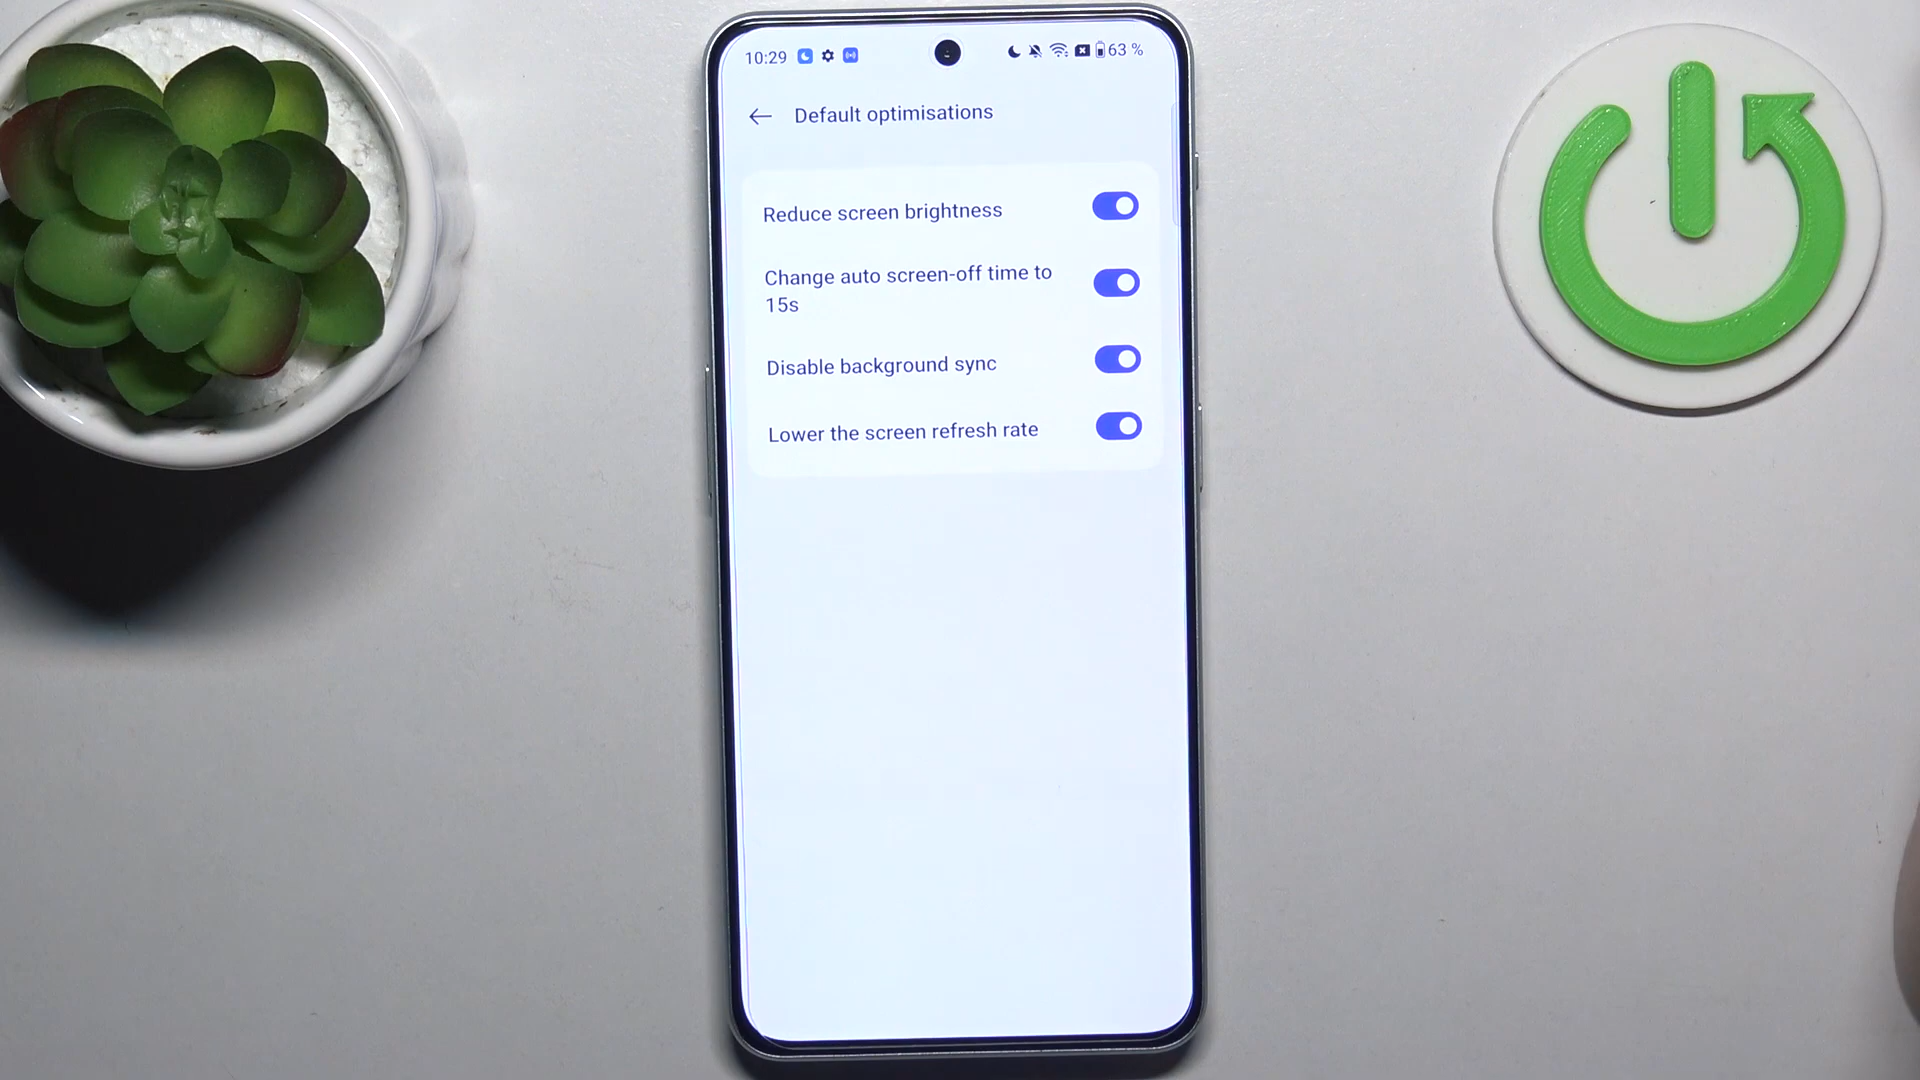 10:29 63 %
Default optimisations
Reduce screen brightness
Change auto screen-off time to
15s
Disable background sync
Lower the screen refresh rate